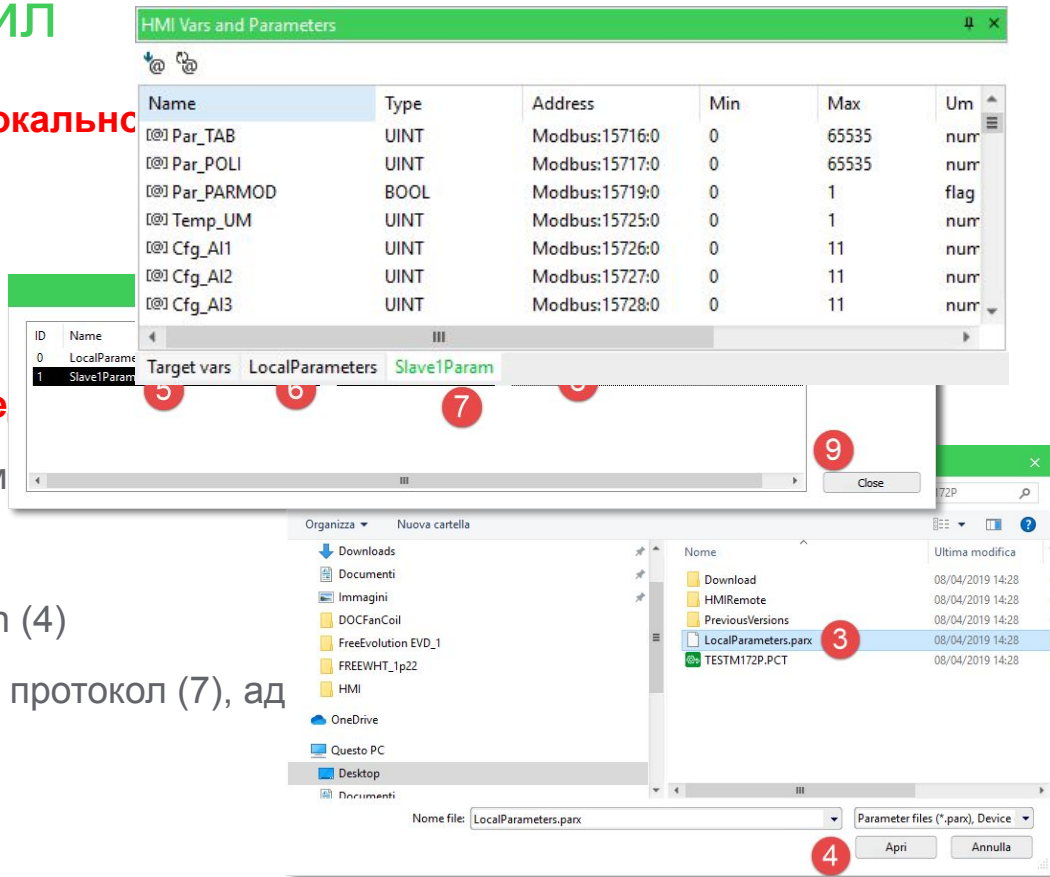 ил
HMI Vars and Parameters
Name Type Address Min Max Um
Par_TAB UINT Modbus:15716:0 0 65535 num
Par_POLI UINT Modbus:15717:0 0 65535 num
Par_PARMOD BOOL Modbus:15719:0 0 1 flag
Temp_UM UINT Modbus:15725:0 0 1 num
Cfg_AI1 UINT Modbus:15726:0 0 11 num
Cfg_AI2 UINT Modbus:15727:0 0 11 num
Cfg_AI3 UINT Modbus:15728:0 0 11 num
Target vars LocalParameters Slave1Param
окально
ID Name
0 LocalParame
1 Slave1Param
5 6 7
9
Close
е
172P
Organizza Nuova cartella
Downloads
Documenti
Immagini
DOCFanCoil
FreeEvolution EVD_1
FREEWHT_1p22
HMI
OneDrive
Questo PC
Desktop
Documenti
Nome Ultima modifica
Download 08/04/2019 14:28
HMIRemote 08/04/2019 14:28
PreviousVersions 08/04/2019 14:28
LocalParameters.parx 3 08/04/2019 14:28
TESTM172P.PCT 08/04/2019 14:28
Nome file: LocalParameters.parx Parameter files (*.parx), Device
4 Apri Annulla
n (4)
протокол (7), ад